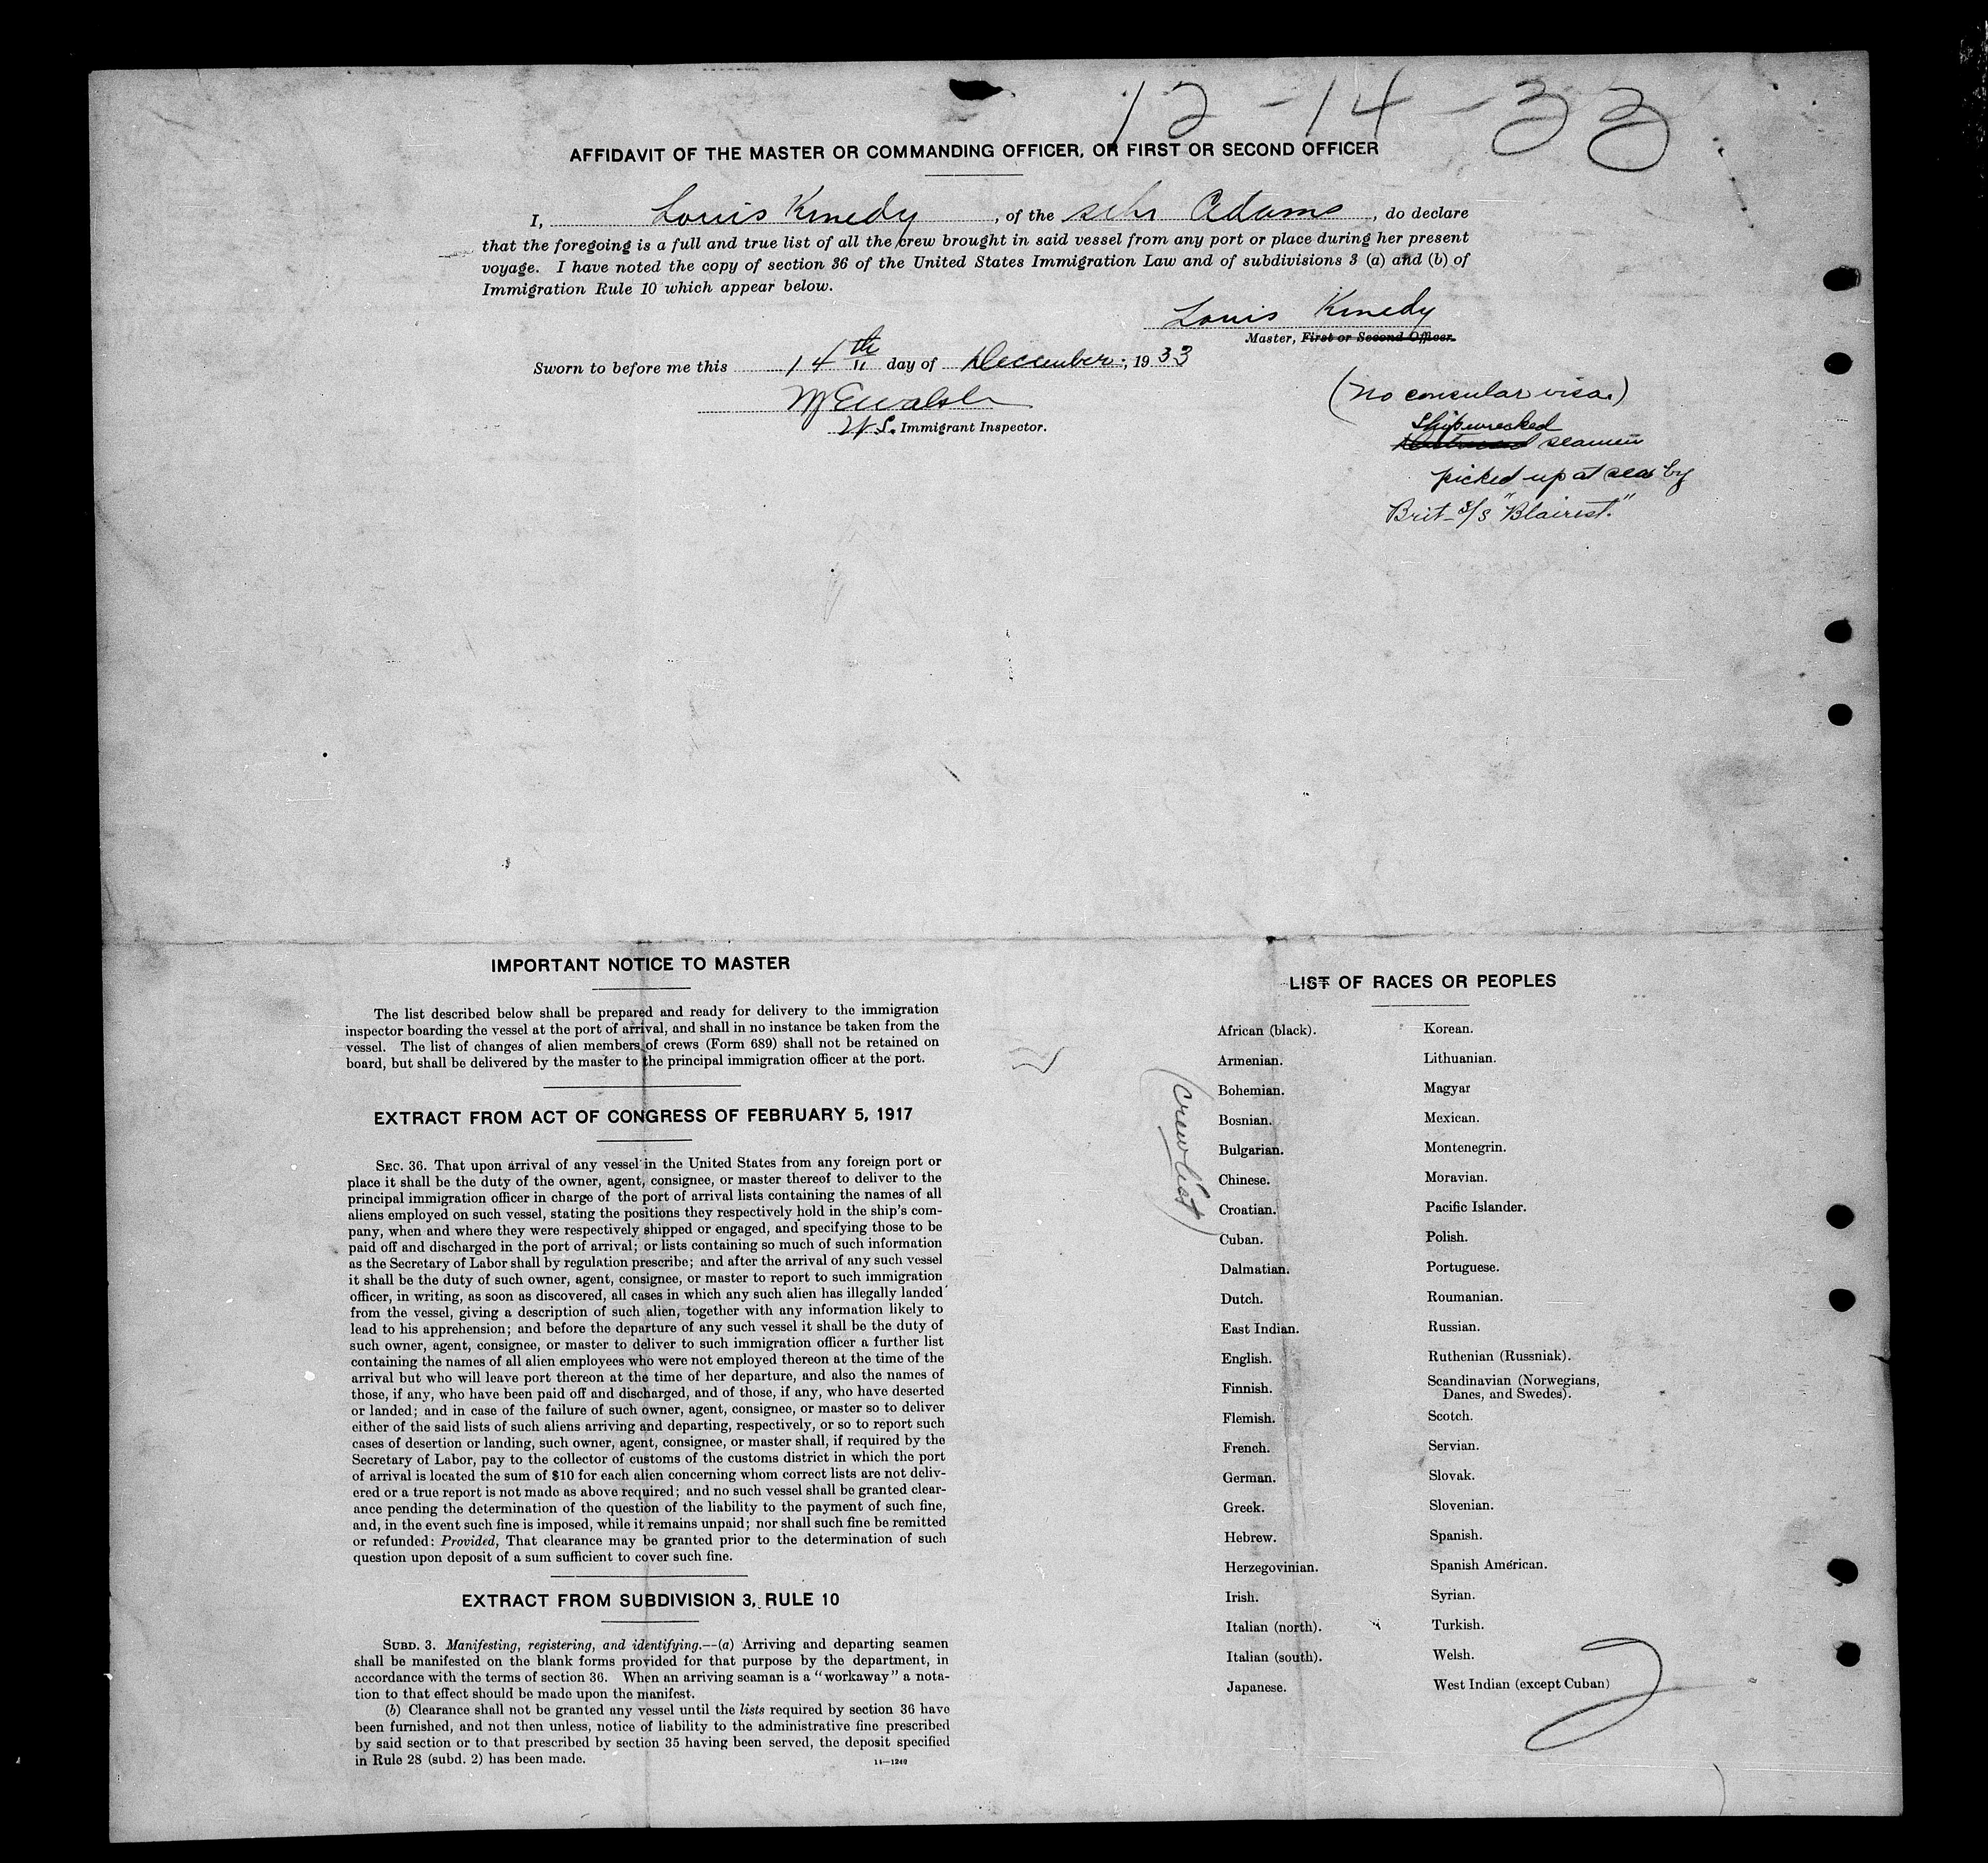 12-14-33
AFFIDAVIT OF THE MASTER OR COMMANDING OFFICER, OR FIRST OR SECOND OFFICER
I, Louis Kenedy, of the schr Adams, do declare
that the foregoing is a full and true list of all the crew brought in said vessel from any port or place during her present
voyage. I have noted the copy of section 36 of the United States Immigration Law and of subdivisions 3 (a) and (b) of
Immigration Rule 10 which appear below.
Louis Kenedy
Master, First or Second Officer.
Sworn to before me this 14th day of December, 1933
U.S. Immigrant Inspector.
(No consular visa.)
Shipwrecked
seamen
picked up at sea by
Brit S/S "Blairest."
IMPORTANT NOTICE TO MASTER
The list described below shall be prepared and ready for delivery to the immigration
inspector boarding the vessel at the port of arrival, and shall in no instance be taken from the
vessel. The list of changes of alien members of crews (Form 689) shall not be retained on
board, but shall be delivered by the master to the principal immigration officer at the port.
EXTRACT FROM ACT OF CONGRESS OF FEBRUARY 5, 1917
SEC. 36. That upon arrival of any vessel in the United States from any foreign port or
place it shall be the duty of the owner, agent, consignee, or master thereof to deliver to the
principal immigration officer in charge of the port of arrival lists containing the names of all
aliens employed on such vessel, stating the positions they respectively hold in the ship's com-
pany, when and where they were respectively shipped or engaged, and specifying those to be
paid off and discharged in the port of arrival; or lists containing so much of such information
as the Secretary of Labor shall by regulation prescribe; and after the arrival of any such vessel
it shall be the duty of such owner, agent, consignee, or master to report to such immigration
officer, in writing, as soon as discovered, all cases in which any such alien has illegally landed
from the vessel, giving a description of such alien, together with any information likely to
lead to his apprehension; and before the departure of any such vessel it shall be the duty of
such owner, agent, consignee, or master to deliver to such immigration officer a further list
containing the names of all alien employees who were not employed thereon at the time of the
arrival but who will leave port thereon at the time of her departure, and also the names of
those, if any, who have been paid off and discharged, and of those, if any, who have deserted
or landed; and in case of the failure of such owner, agent, consignee, or master so to deliver
either of the said lists of such aliens arriving and departing, respectively, or so to report such
cases of desertion or landing, such owner, agent, consignee, or master shall, if required by the
Secretary of Labor, pay to the collector of customs of the customs district in which the port
of arrival is located the sum of $10 for each alien concerning whom correct lists are not deliv-
ered or a true report is not made as above required; and no such vessel shall be granted clear-
ance pending the determination of the question of the liability to the payment of such fine,
and, in the event such fine is imposed, while it remains unpaid; nor shall such fine be remitted
or refunded: Provided, That clearance may be granted prior to the determination of such
question upon deposit of a sum sufficient to cover such fine.
EXTRACT FROM SUBDIVISION 3, RULE 10
SUBD. 3. Manifesting, registering, and identifying.--(a) Arriving and departing seamen
shall be manifested on the blank forms provided for that purpose by the department, in
accordance with the terms of section 36. When an arriving seaman is a "workaway" a nota-
tion to that effect should be made upon the manifest.
(b) Clearance shall not be granted any vessel until the lists required by section 36 have
been furnished, and not then unless, notice of liability to the administrative fine prescribed
by said section or to that prescribed by section 35 having been served, the deposit specified
in Rule 28 (subd. 2) has been made.
14—1240
(Crew list)
LIST OF RACES OR PEOPLES
African (black).
Armenian.
Bohemian.
Bosnian.
Bulgarian.
Chinese.
Croatian.
Cuban.
Dalmatian.
Dutch.
East Indian.
English.
Finnish.
Flemish.
French.
German.
Greek.
Hebrew.
Herzegovinian.
Irish.
Italian (north).
Italian (south).
Japanese.
Korean.
Lithuanian.
Magyar
Mexican.
Montenegrin.
Moravian.
Pacific Islander.
Polish.
Portuguese.
Roumanian.
Russian.
Ruthenian (Russniak).
Scandinavian (Norwegians,
Danes, and Swedes).
Scotch.
Servian.
Slovak.
Slovenian.
Spanish.
Spanish American.
Syrian.
Turkish.
Welsh.
West Indian (except Cuban)